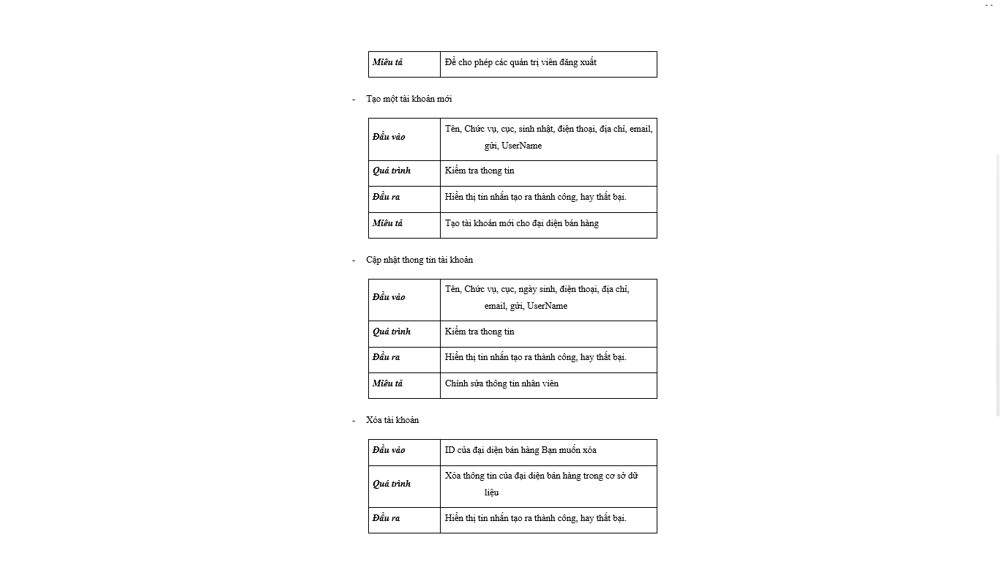 Miêu tả Để cho phép các quản trị viên đăng xuất
- Tạo một tài khoản mới
Đầu vào Tên, Chức vụ, cục, sinh nhật, điện thoại, địa chỉ, email,
gửi, UserName
Quá trình Kiểm tra thong tin
Đầu ra Hiển thị tin nhắn tạo ra thành công, hay thất bại.
Miêu tả Tạo tài khoản mới cho đại diện bán hàng
- Cập nhật thong tin tài khoản
Đầu vào Tên, Chức vụ, cục, ngày sinh, điện thoại, địa chỉ,
email, gửi, UserName
Quá trình Kiểm tra thong tin
Đầu ra Hiển thị tin nhắn tạo ra thành công, hay thất bại.
Miêu tả Chỉnh sửa thông tin nhân viên
- Xóa tài khoản
Đầu vào ID của đại diện bán hàng Bạn muốn xóa
Quá trình Xóa thông tin của đại diện bán hàng trong cơ sở dữ
liệu
Đầu ra Hiển thị tin nhắn tạo ra thành công, hay thất bại.